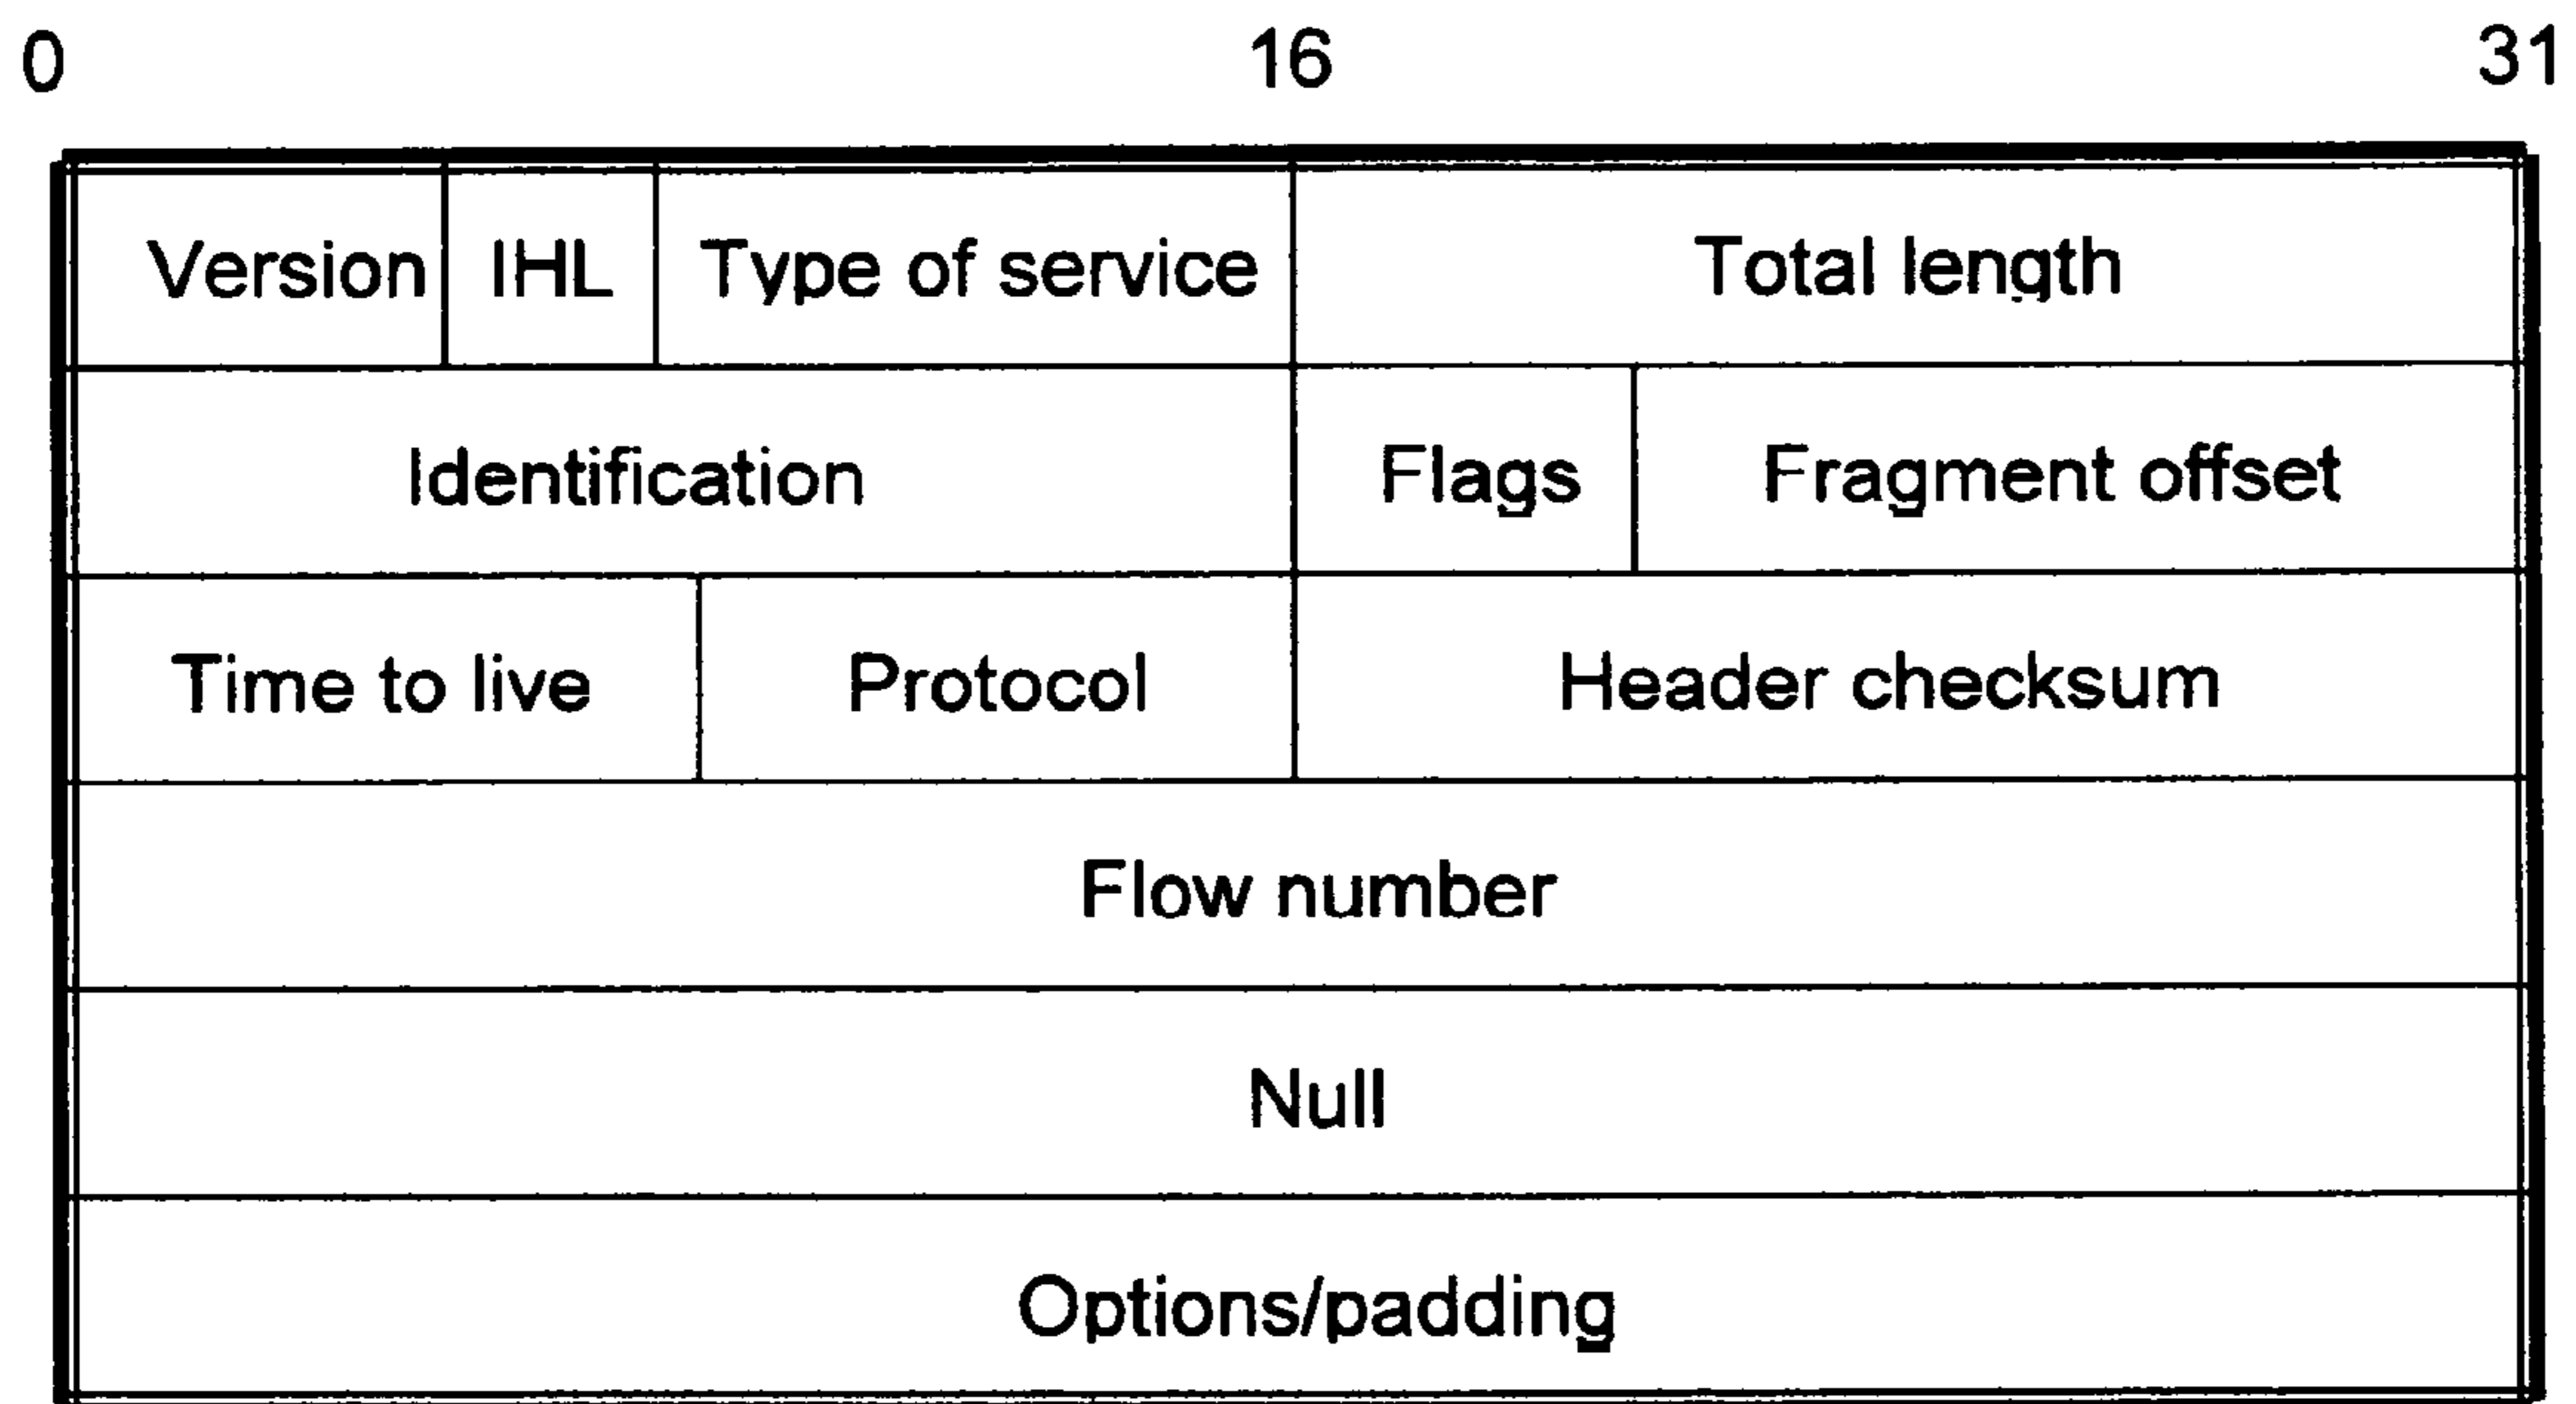 0 16 31
Version IHL Type of service Total length
Identification Flags Fragment offset
Time to live Protocol Header checksum
Flow number
Null
Options/padding